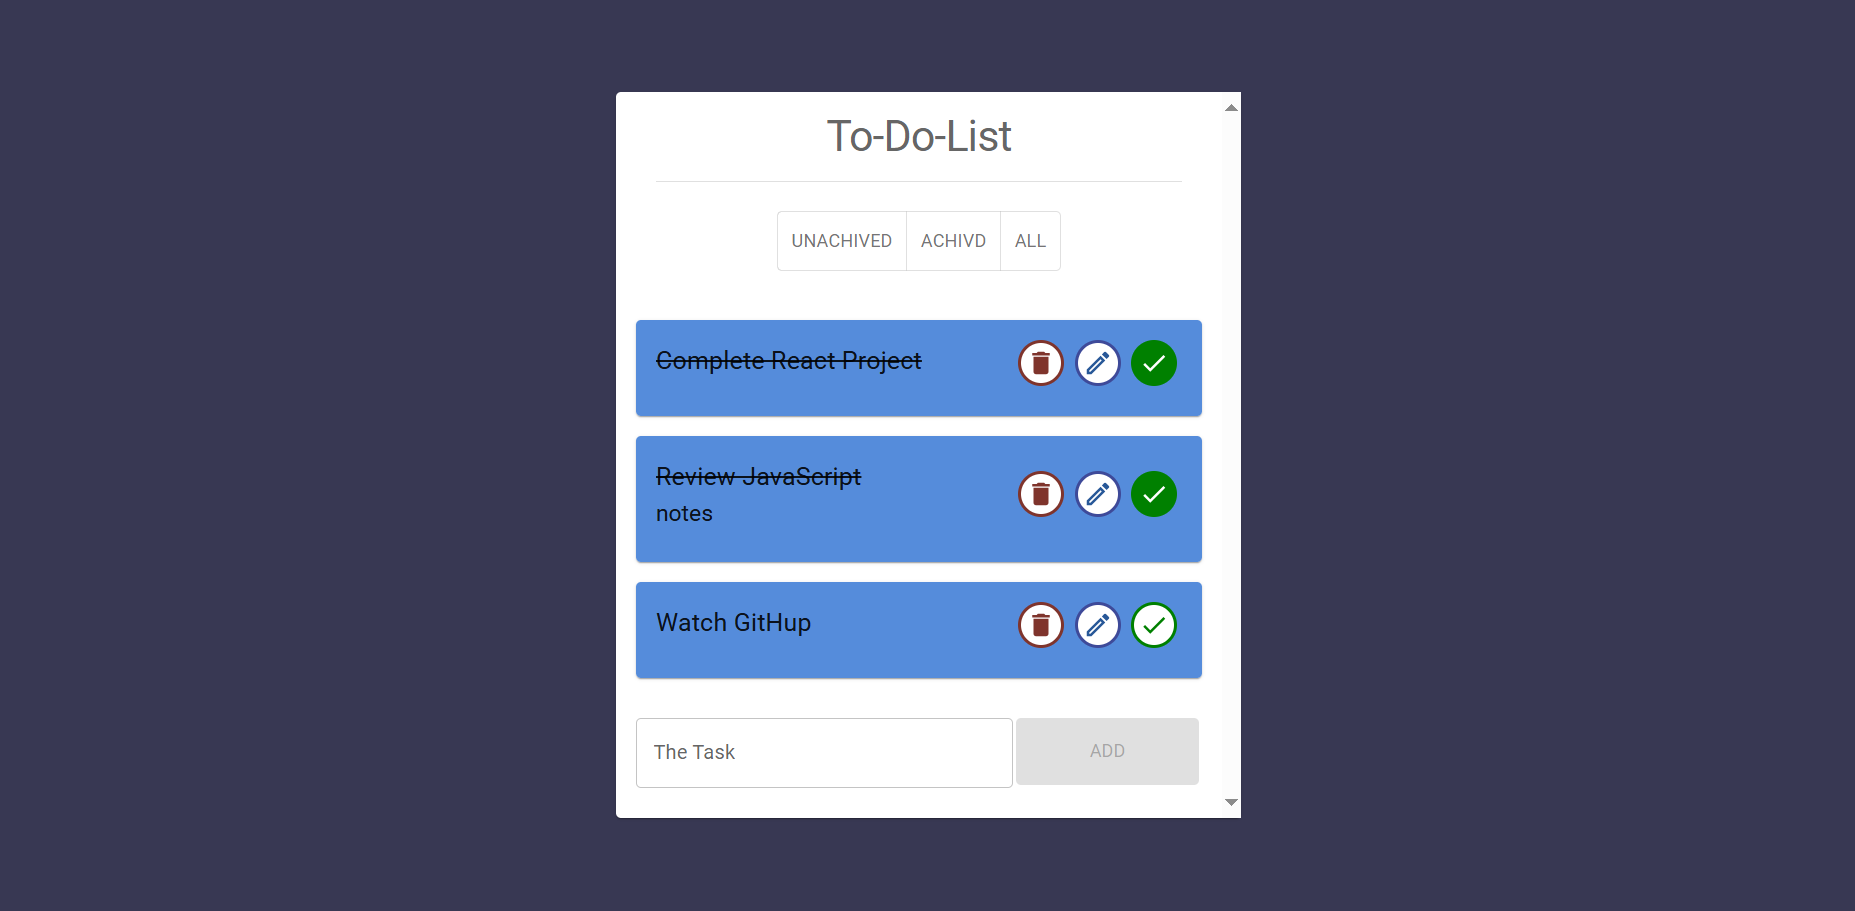 To-Do-List
UNACHIVED ACHIVD ALL
Complete React Project
Review JavaScript
notes
Watch GitHup
The Task ADD